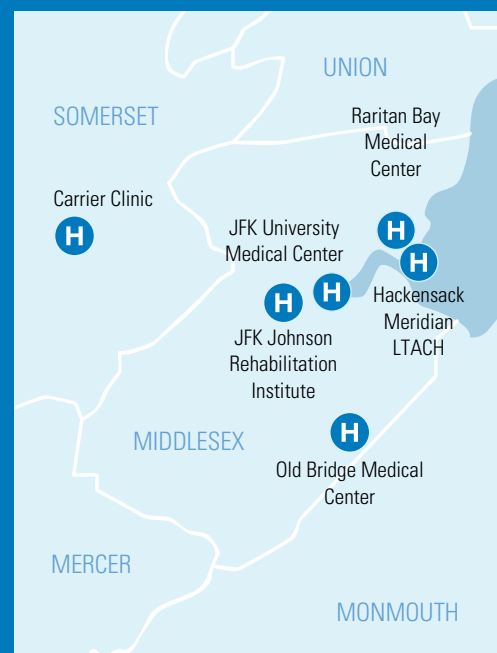 UNION
SOMERSET
Raritan Bay
Medical
Center
Carrier Clinic
H
JFK University
Medical Center
H
H
H
H
Hackensack
Meridian
LTACH
JFK Johnson
Rehabilitation
Institute
H
MIDDLESEX
Old Bridge Medical
Center
MERCER
MONMOUTH